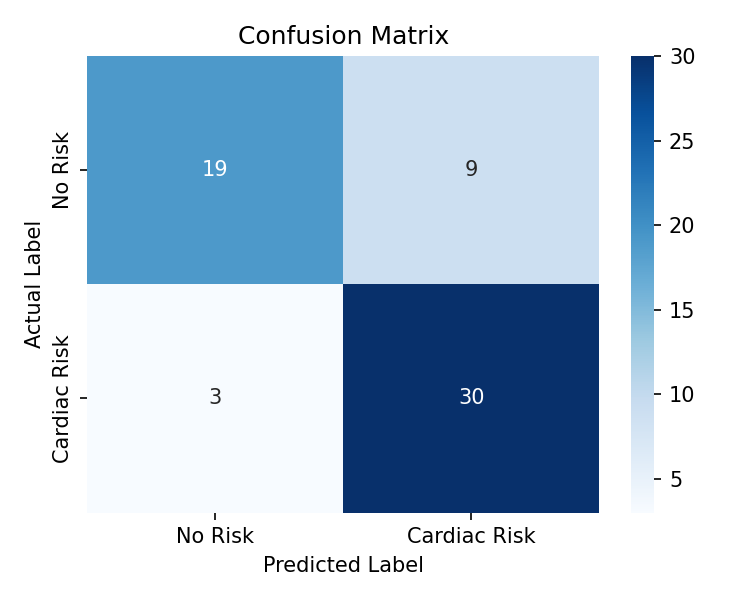 Confusion Matrix
Actual Label
No Risk
Cardiac Risk
19
9
3
30
No Risk
Cardiac Risk
Predicted Label
30
25
20
15
10
5